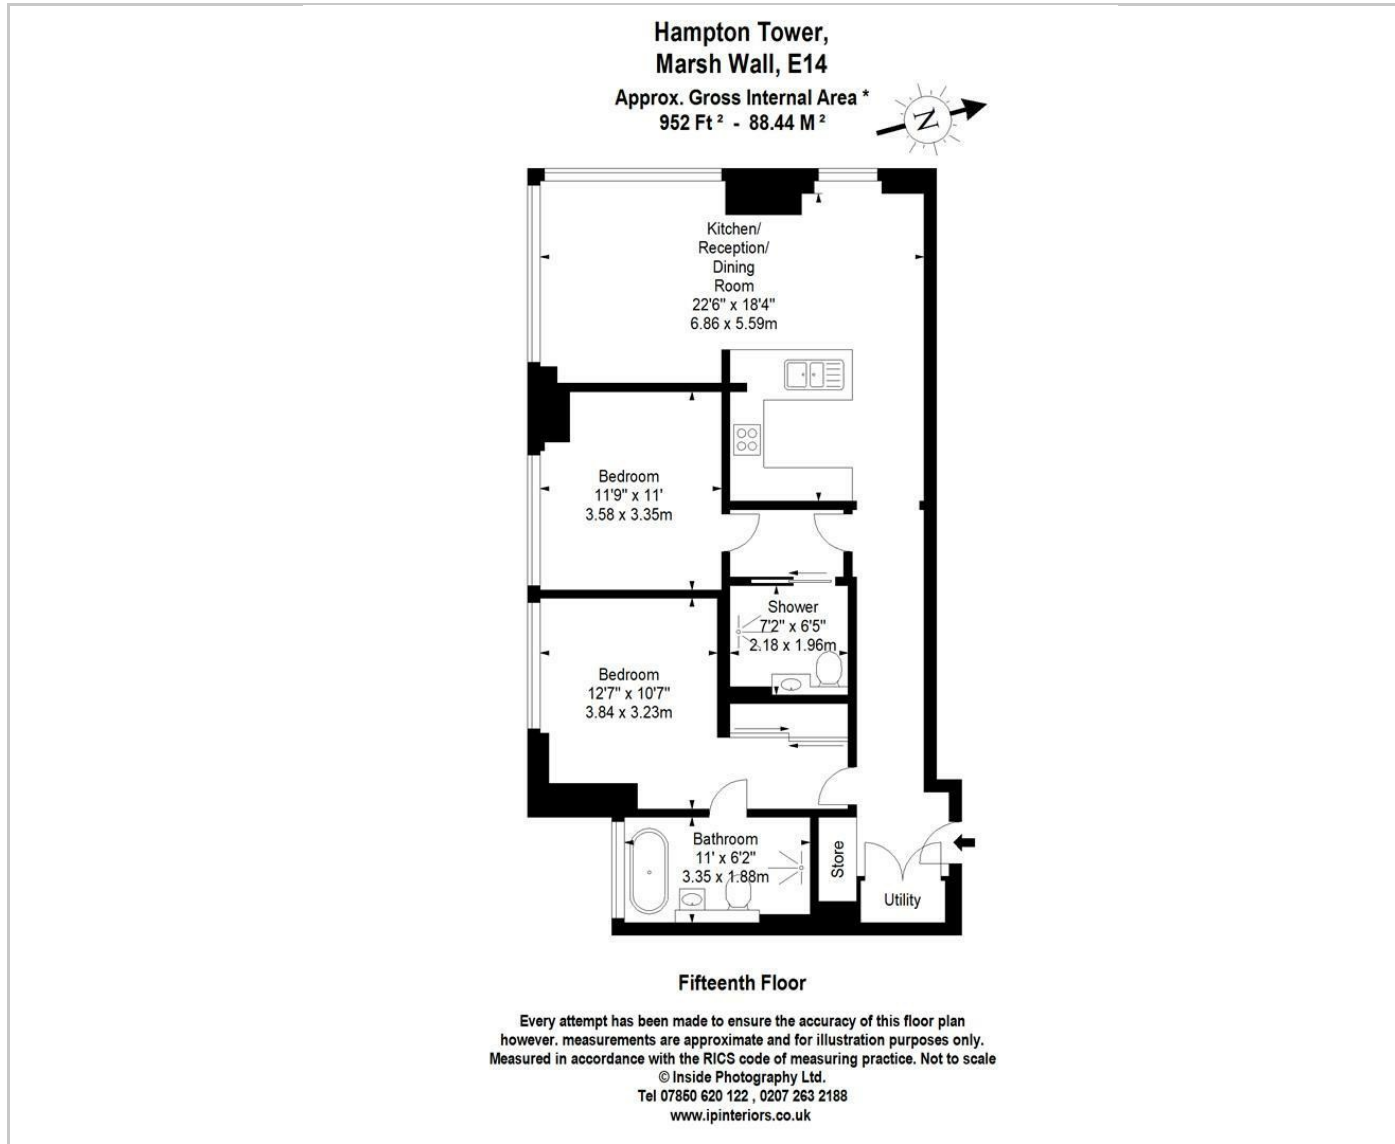 Hampton Tower,
Marsh Wall, E14
Approx. Gross Internal Area *
952 Ft ² - 88.44 M ²
N
Kitchen/
Reception/
Dining
Room
22'6" x 18'4"
6.86 x 5.59m
Bedroom
11'9" x 11'
3.58 x 3.35m
Shower
7'2" x 6'5"
2.18 x 1.96m
Bedroom
12'7" x 10'7"
3.84 x 3.23m
Bathroom
11' x 6'2"
3.35 x 1.88m
Store
Utility
Fifteenth Floor
Every attempt has been made to ensure the accuracy of this floor plan
however. measurements are approximate and for illustration purposes only.
Measured in accordance with the RICS code of measuring practice. Not to scale
© Inside Photography Ltd.
Tel 07850 620 122 , 0207 263 2188
www.ipinteriors.co.uk